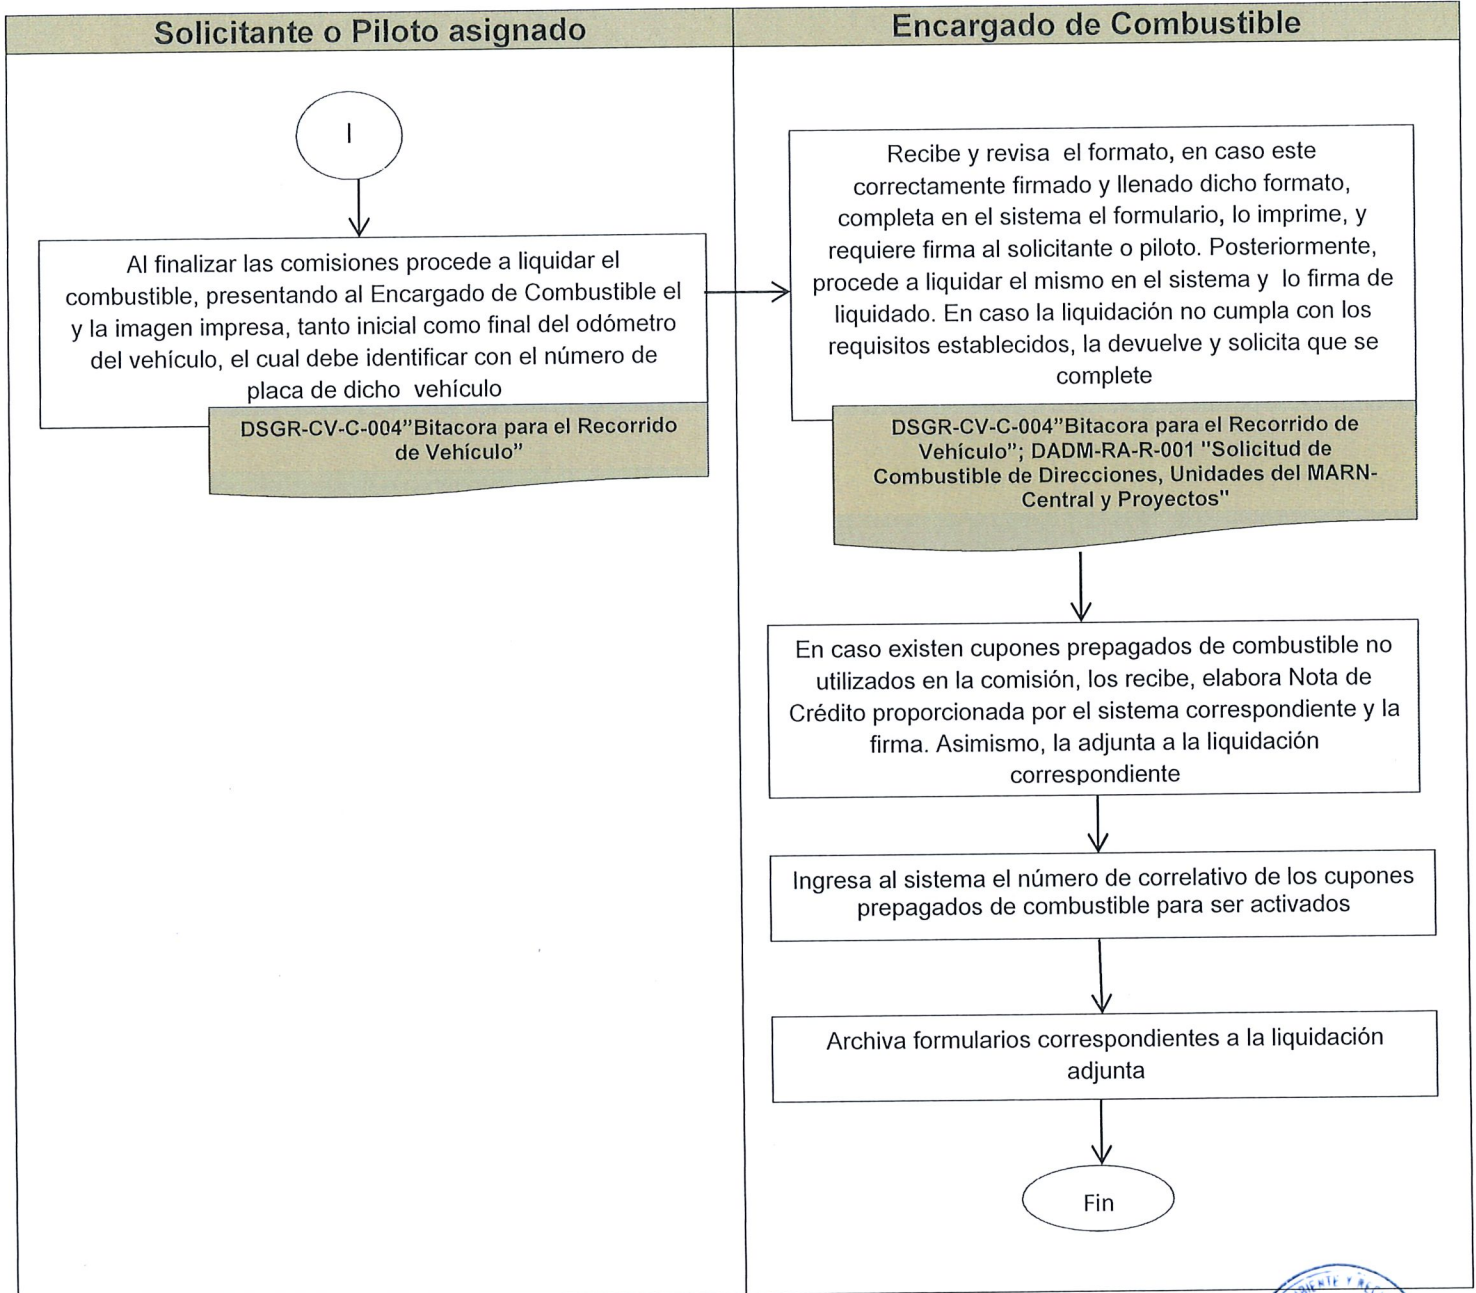 Solicitante o Piloto asignado
Encargado de Combustible
I
Al finalizar las comisiones procede a liquidar el
combustible, presentando al Encargado de Combustible el
y la imagen impresa, tanto inicial como final del odómetro
del vehículo, el cual debe identificar con el número de
placa de dicho vehículo
DSGR-CV-C-004”Bitacora para el Recorrido
de Vehículo”
Recibe y revisa el formato, en caso este
correctamente firmado y llenado dicho formato,
completa en el sistema el formulario, lo imprime, y
requiere firma al solicitante o piloto. Posteriormente,
procede a liquidar el mismo en el sistema y lo firma de
liquidado. En caso la liquidación no cumpla con los
requisitos establecidos, la devuelve y solicita que se
complete
DSGR-CV-C-004”Bitacora para el Recorrido de
Vehículo”; DADM-RA-R-001 "Solicitud de
Combustible de Direcciones, Unidades del MARN-
Central y Proyectos"
En caso existen cupones prepagados de combustible no
utilizados en la comisión, los recibe, elabora Nota de
Crédito proporcionada por el sistema correspondiente y la
firma. Asimismo, la adjunta a la liquidación
correspondiente
Ingresa al sistema el número de correlativo de los cupones
prepagados de combustible para ser activados
Archiva formularios correspondientes a la liquidación
adjunta
Fin